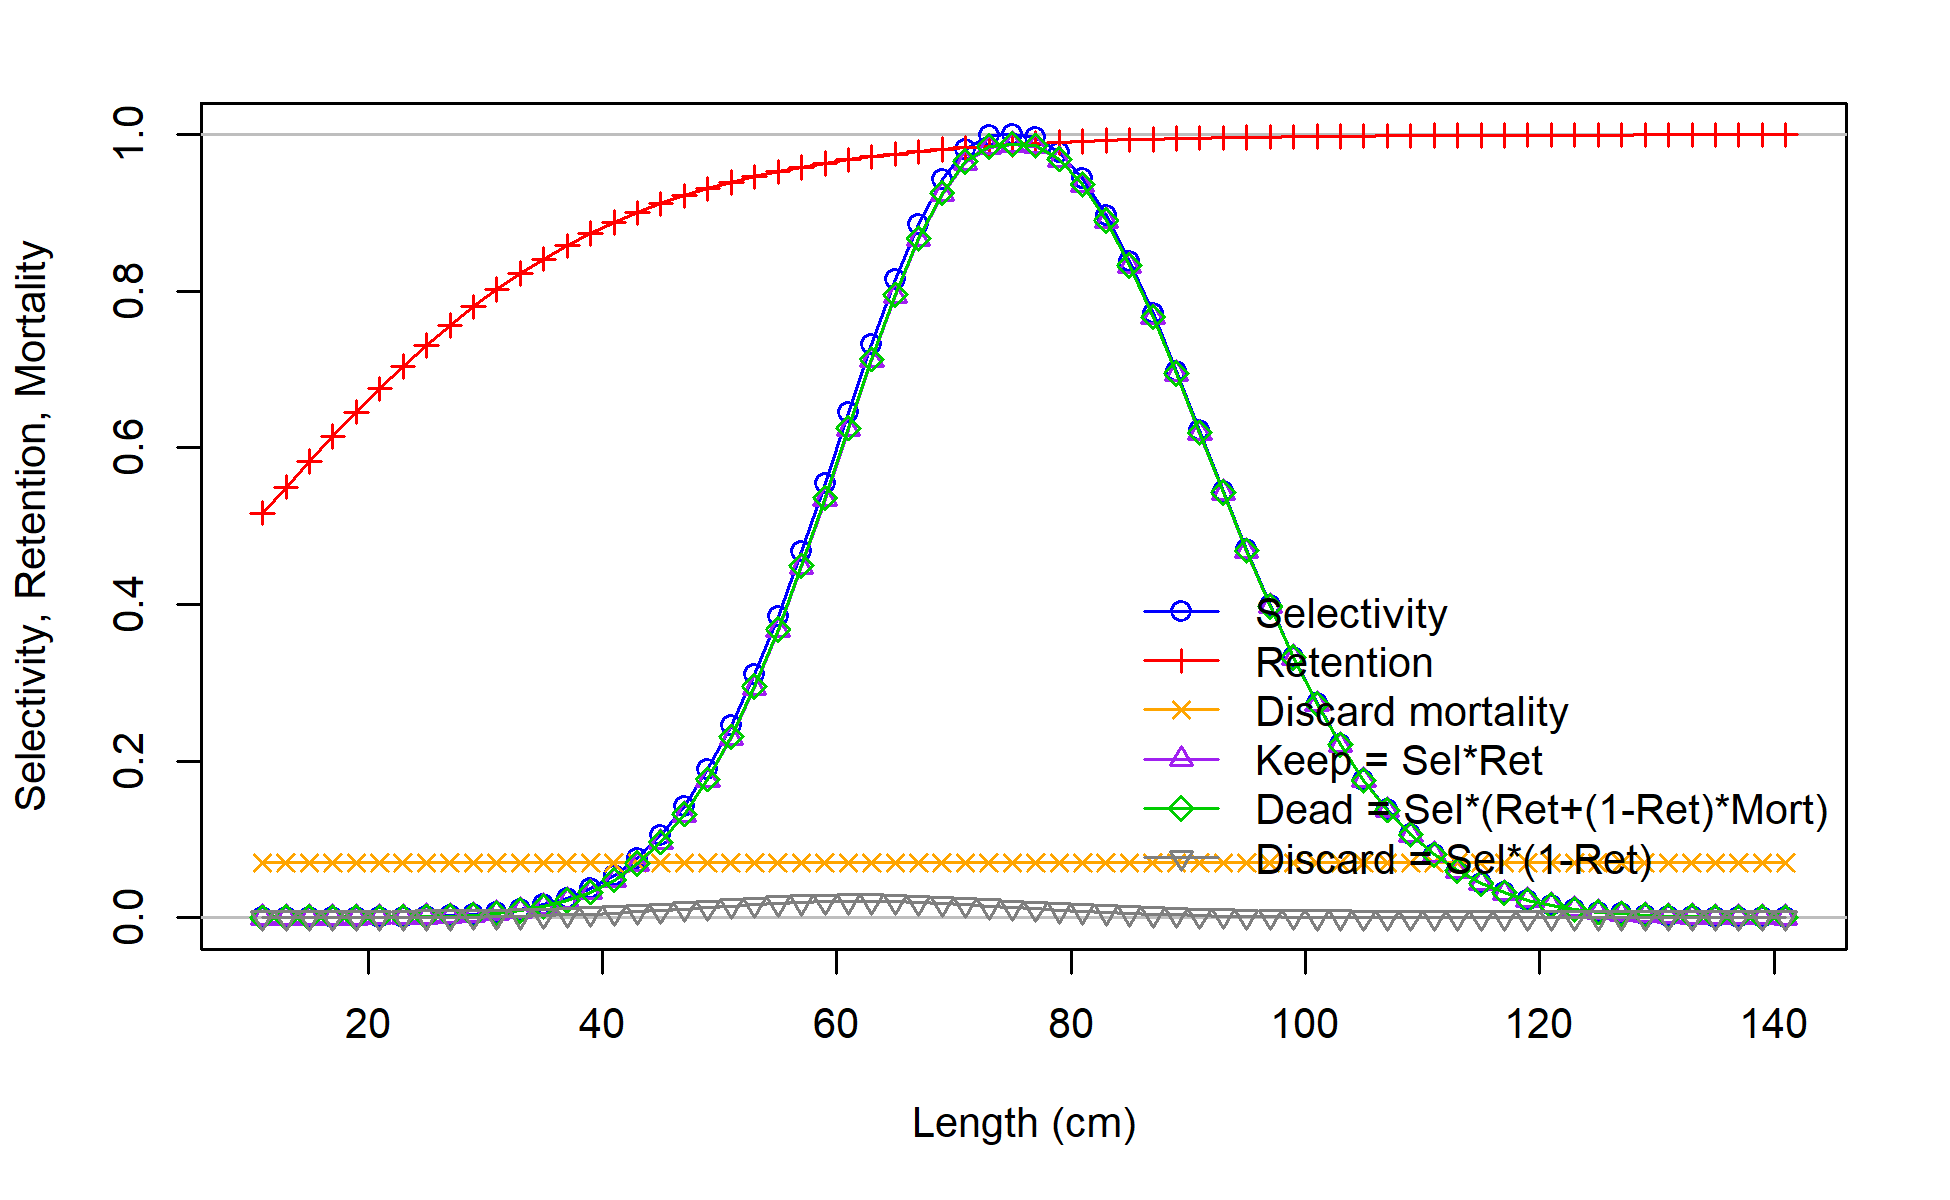 Selectivity, Retention, Mortality
1.0
0.8
0.6
0.4
0.2
0.0
Selectivity
Retention
Discard mortality
Keep = Sel*Ret
Dead = Sel*(Ret+(1-Ret)*Mort)
Discard = Sel*(1-Ret)
20 40 60 80 100 120 140
Length (cm)